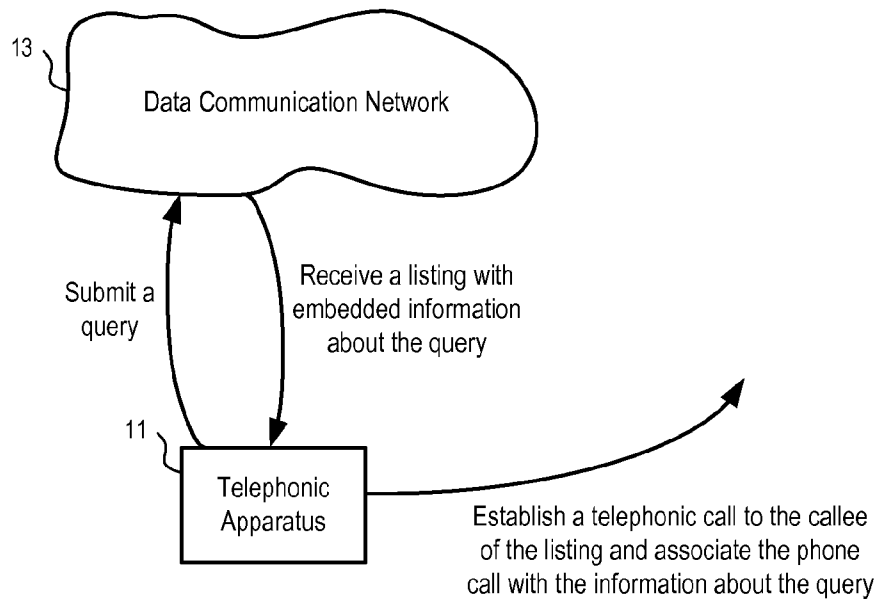 13
Data Communication Network
Submit a
query
Receive a listing with
embedded information
about the query
11
Telephonic
Apparatus
Establish a telephonic call to the callee
of the listing and associate the phone
call with the information about the query